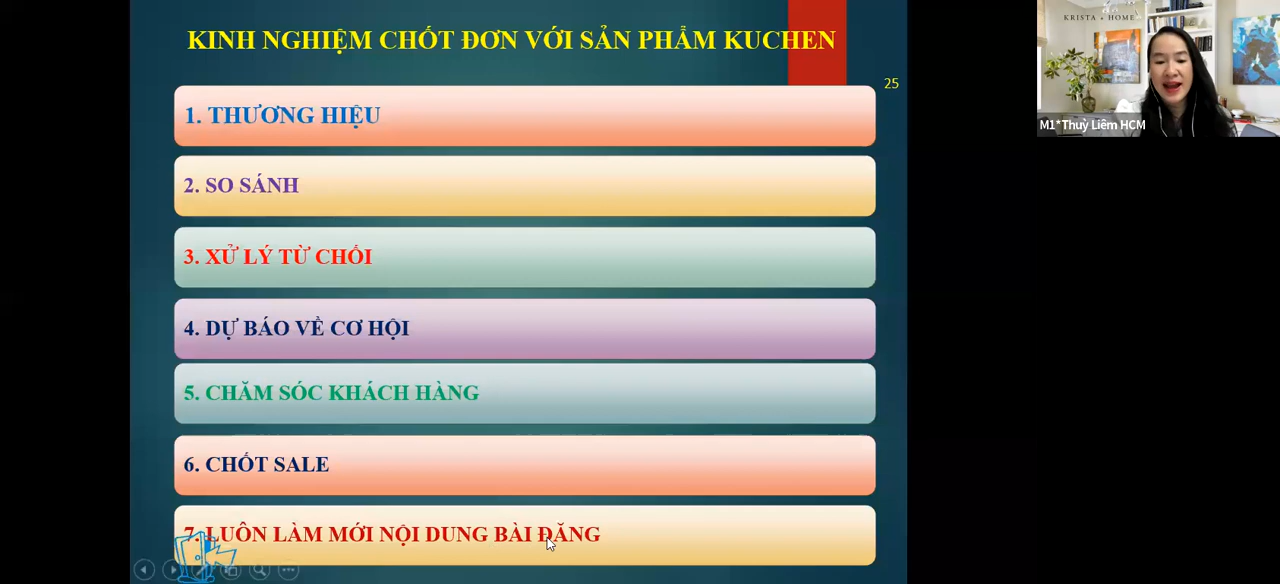 KINH NGHIỆM CHỐT ĐƠN VỚI SẢN PHẨM KUCHEN
25
1. THƯƠNG HIỆU
2. SO SÁNH
3. XỬ LÝ TỪ CHỐI
4. DỰ BÁO VỀ CƠ HỘI
5. CHĂM SÓC KHÁCH HÀNG
6. CHỐT SALE
7. LUÔN LÀM MỚI NỘI DUNG BÀI ĐĂNG
KRISTA + HOME
M1*Thuỳ Liêm HCM